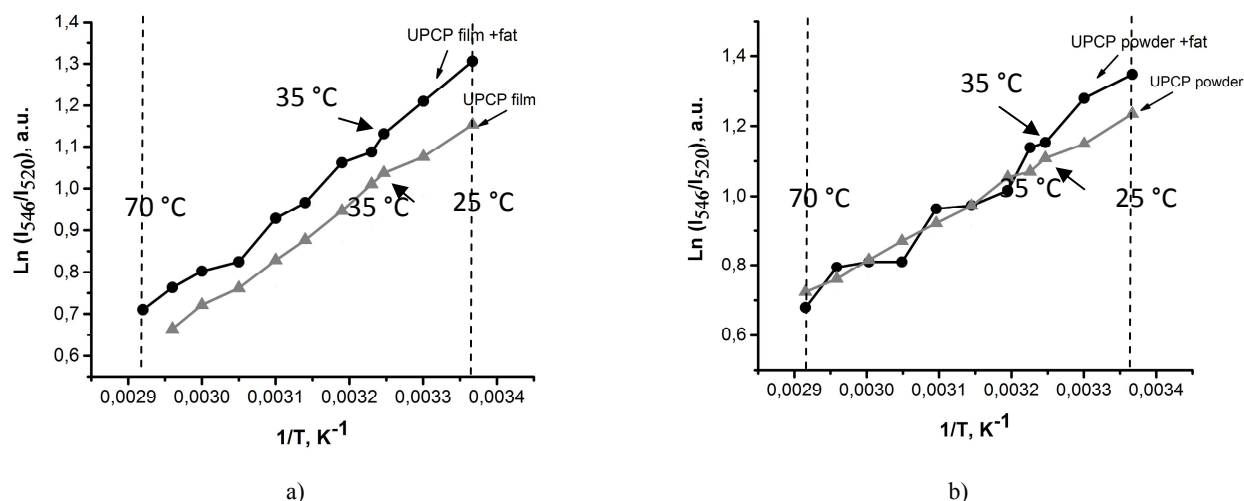 1,4
1,3
1,2
1,1
1,0
0,9
0,8
0,7
0,6
Ln (I546/I520), a.u.
UPCP film +fat
35 °C
UPCP film
70 °C
35 °C
25 °C
0,0029 0,0030 0,0031 0,0032 0,0033 0,0034
1/T, K-1
a)
1,4
1,2
1,0
0,8
0,6
Ln (I546/I520), a.u.
UPCP powder +fat
35 °C
UPCP powder
70 °C
35 °C
25 °C
0,0029 0,0030 0,0031 0,0032 0,0033 0,0034
1/T, K-1
b)